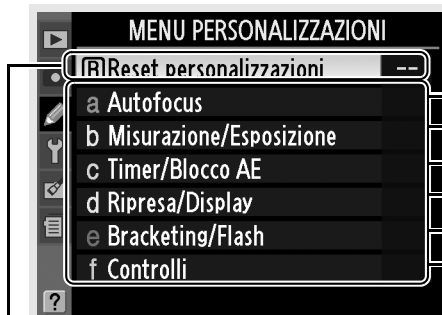 MENU PERSONALIZZAZIONI
R Reset personalizzazioni --
a Autofocus
b Misurazione/Esposizione
c Timer/Blocco AE
d Ripresa/Display
e Bracketing/Flash
f Controlli
?